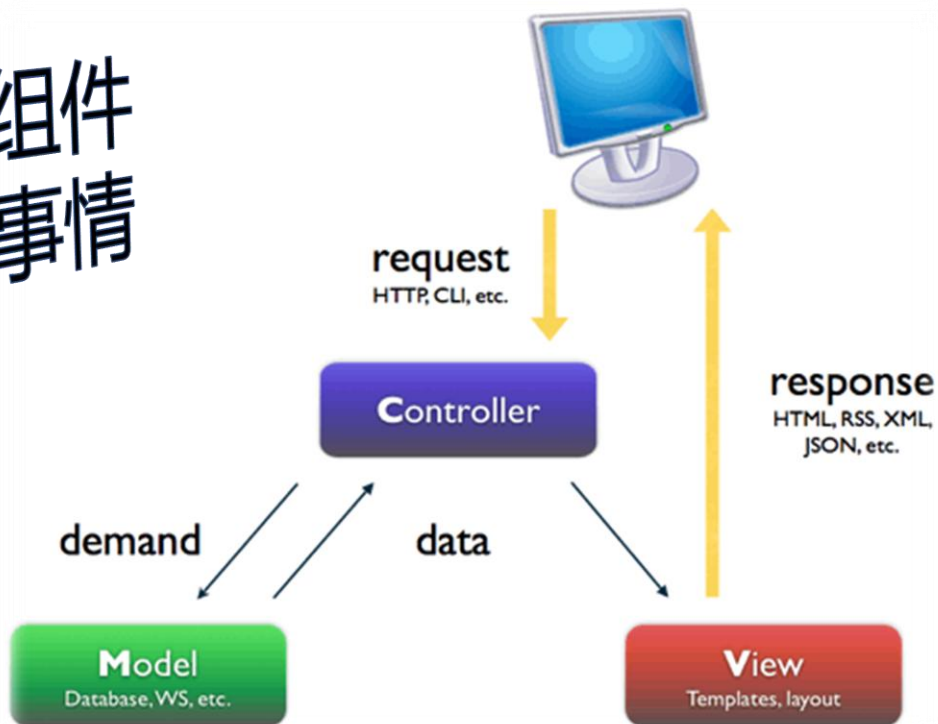 组件
事情
request
HTTP, CLI, etc.
Controller
response
HTML, RSS, XML,
JSON, etc.
demand
data
Model
Database, WS, etc.
View
Templates, layout